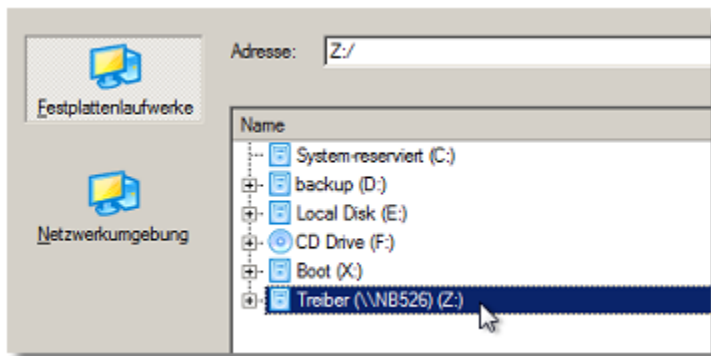 Adresse: Z:/
Festplattenlaufwerke
Netzwerkumgebung
Name
System-reserviert (C:)
backup (D:)
Local Disk (E:)
CD Drive (F:)
Boot (X:)
Treiber (\\NB526) (Z:)